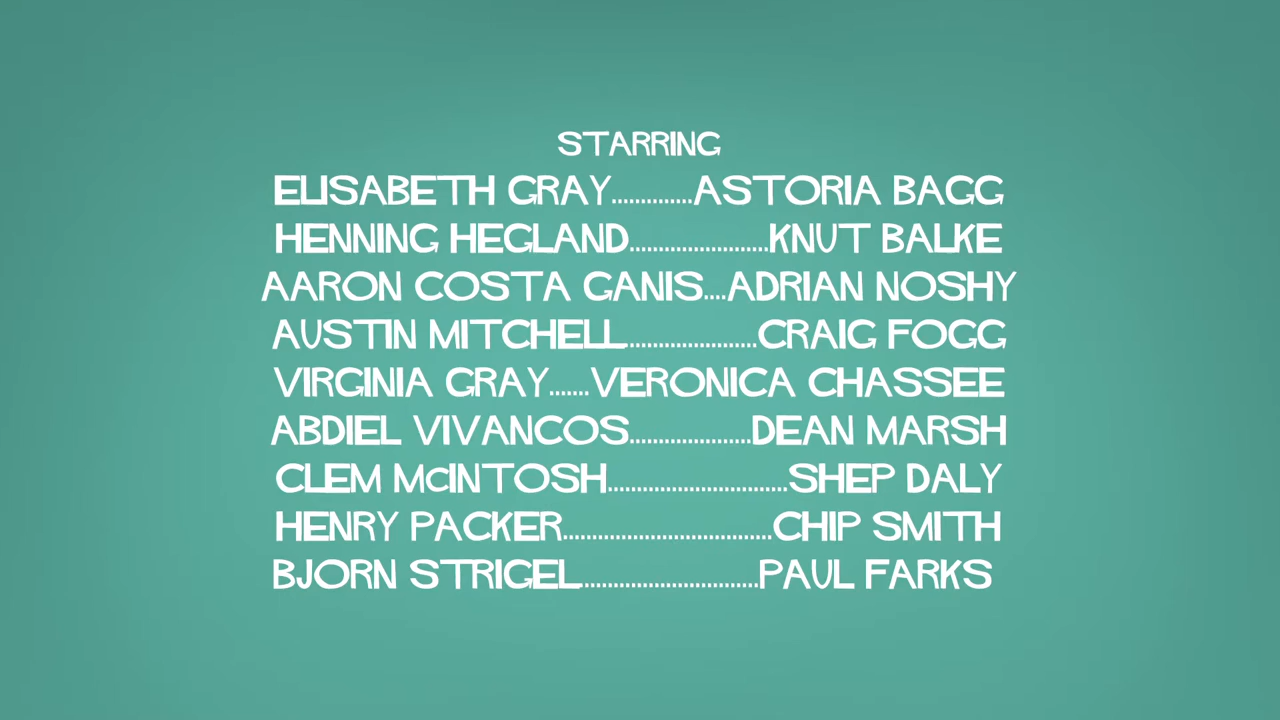 STARRING
ELISABETH GRAY..............ASTORIA BAGG
HENNING HEGLAND........................KNUT BALKE
AARON COSTA GANIS....ADRIAN NOSHY
AUSTIN MITCHELL.......................CRAIG FOGG
VIRGINIA GRAY.......VERONICA CHASSEE
ABDIEL VIVANCOS.....................DEAN MARSH
CLEM McINTOSH...............................SHEP DALY
HENRY PACKER....................................CHIP SMITH
BJORN STRIGEL...............................PAUL FARKS